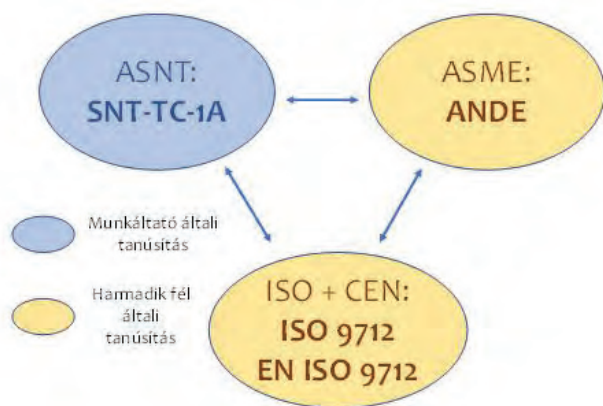 ASNT:
SNT-TC-1A
ASME:
ANDE
Munkáltató általi
tanúsítás
Harmadik fél
általi
tanúsítás
ISO + CEN:
ISO 9712
EN ISO 9712